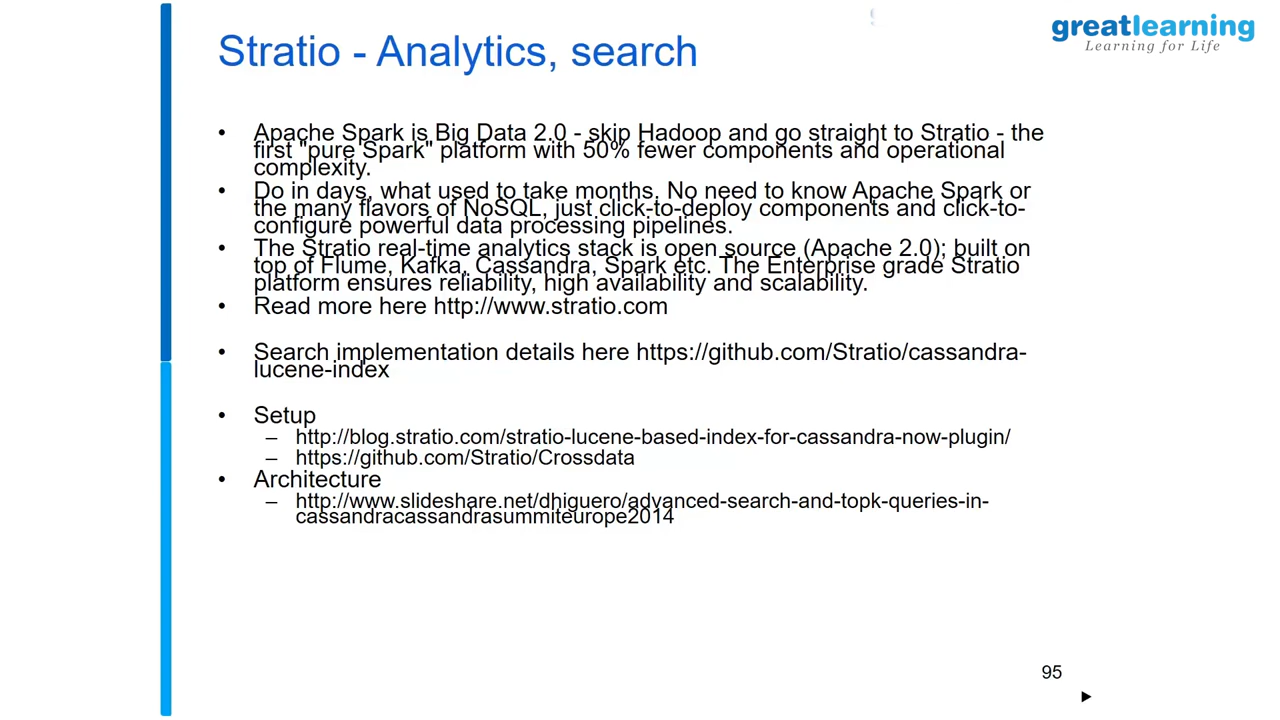 greatlearning
Learning for Life
Stratio - Analytics, search
• Apache Spark is Big Data 2.0 - skip Hadoop and go straight to Stratio - the
first "pure Spark" platform with 50% fewer components and operational
complexity.
• Do in days, what used to take months. No need to know Apache Spark or
the many flavors of NoSQL, just click-to-deploy components and click-to-
configure powerful data processing pipelines.
• The Stratio real-time analytics stack is open source (Apache 2.0); built on
top of Flume, Kafka, Cassandra, Spark etc. The Enterprise grade Stratio
platform ensures reliability, high availability and scalability.
• Read more here http://www.stratio.com
• Search implementation details here https://github.com/Stratio/cassandra-
lucene-index
• Setup
– http://blog.stratio.com/stratio-lucene-based-index-for-cassandra-now-plugin/
– https://github.com/Stratio/Crossdata
• Architecture
– http://www.slideshare.net/dhiguero/advanced-search-and-topk-queries-in-
cassandracassandrasummiteurope2014
95